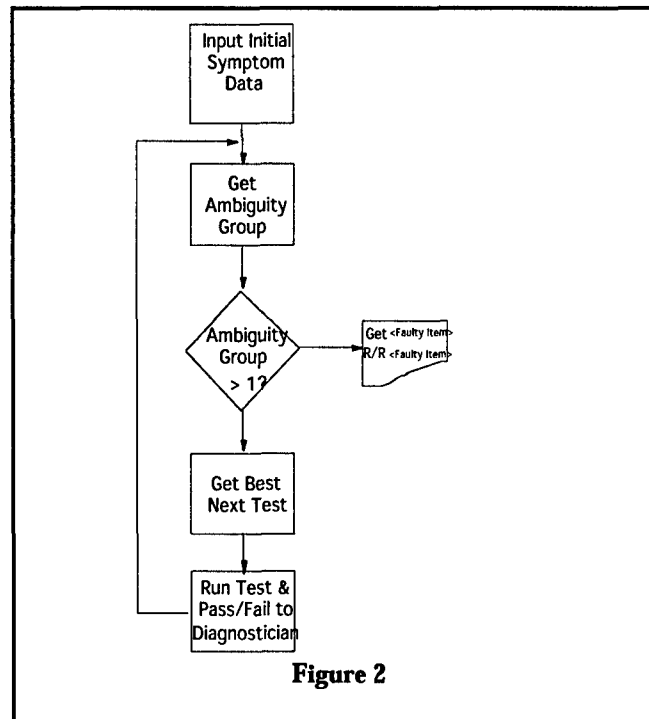 Input Initial
Symptom
Data
Get
Ambiguity
Group
Ambiguity
Group
> 1?
Get <Faulty Item>
R/R <Faulty Item>
Get Best
Next Test
Run Test &
Pass/Fail to
Diagnostician
Figure 2